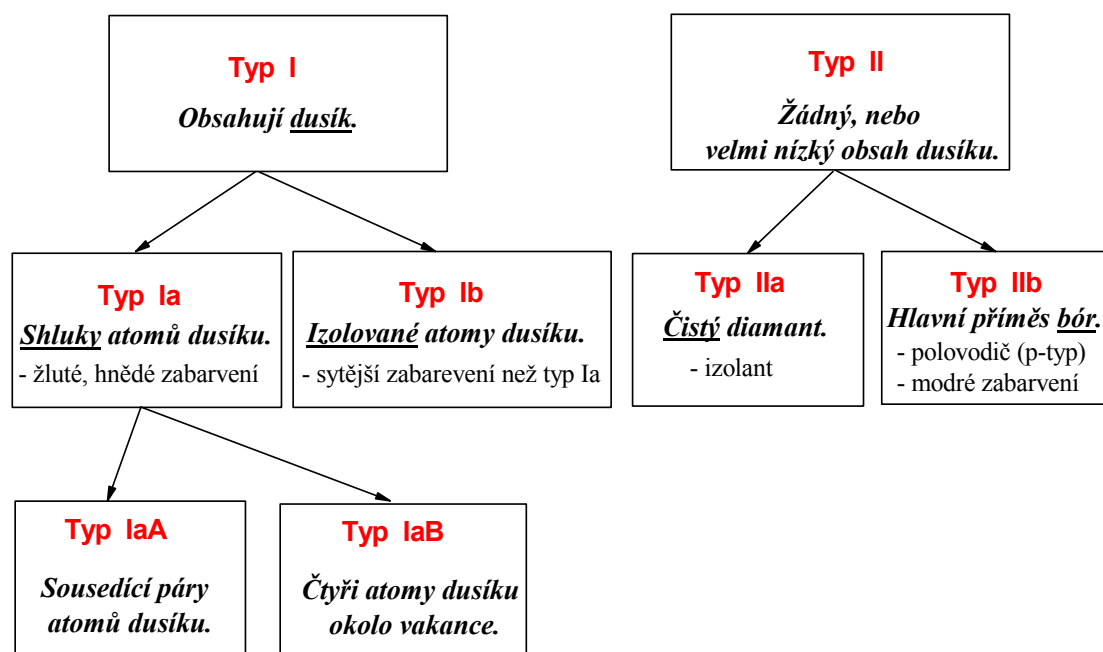 Typ I
Obsahují dusík.
Typ II
Žádný, nebo
velmi nízký obsah dusíku.
Typ Ia
Shluky atomů dusíku.
- žluté, hnědé zabarvení
Typ Ib
Izolované atomy dusíku.
- sytější zabarevení než typ Ia
Typ IIa
Čistý diamant.
- izolant
Typ IIb
Hlavní příměs bór.
- polovodič (p-typ)
- modré zabarvení
Typ IaA
Sousedící páry
atomů dusíku.
Typ IaB
Čtyři atomy dusíku
okolo vakance.